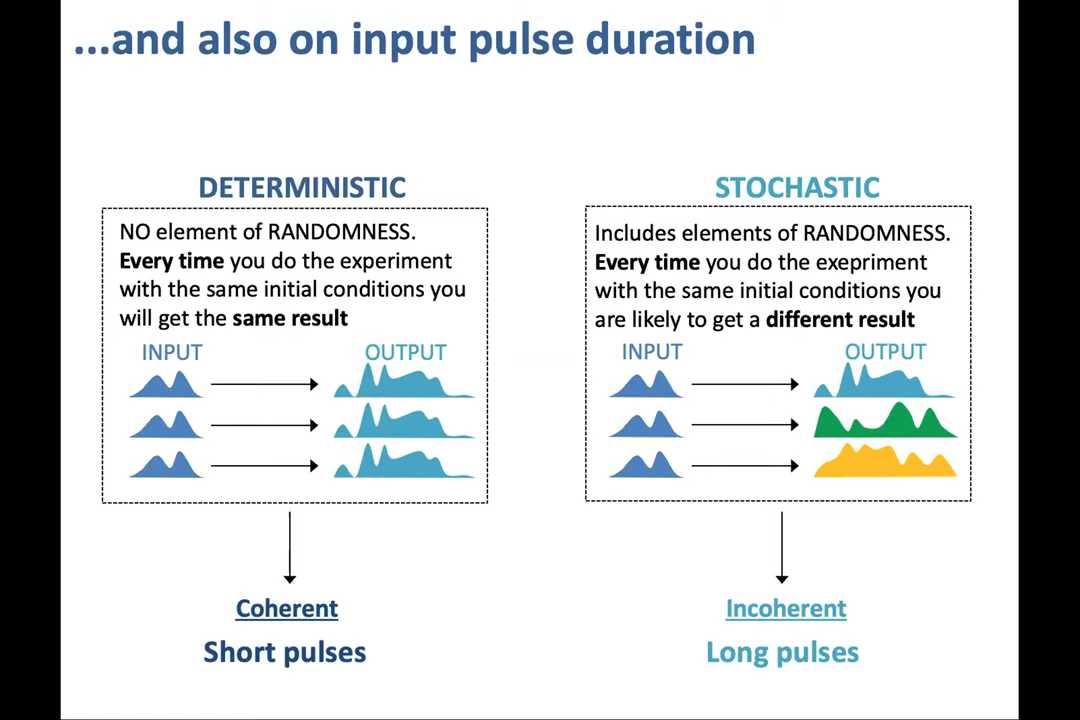 ...and also on input pulse duration
DETERMINISTIC
NO element of RANDOMNESS.
Every time you do the experiment
with the same initial conditions you
will get the same result
INPUT
OUTPUT
Coherent
Short pulses
STOCHASTIC
Includes elements of RANDOMNESS.
Every time you do the exepriment
with the same initial conditions you
are likely to get a different result
INPUT
OUTPUT
Incoherent
Long pulses